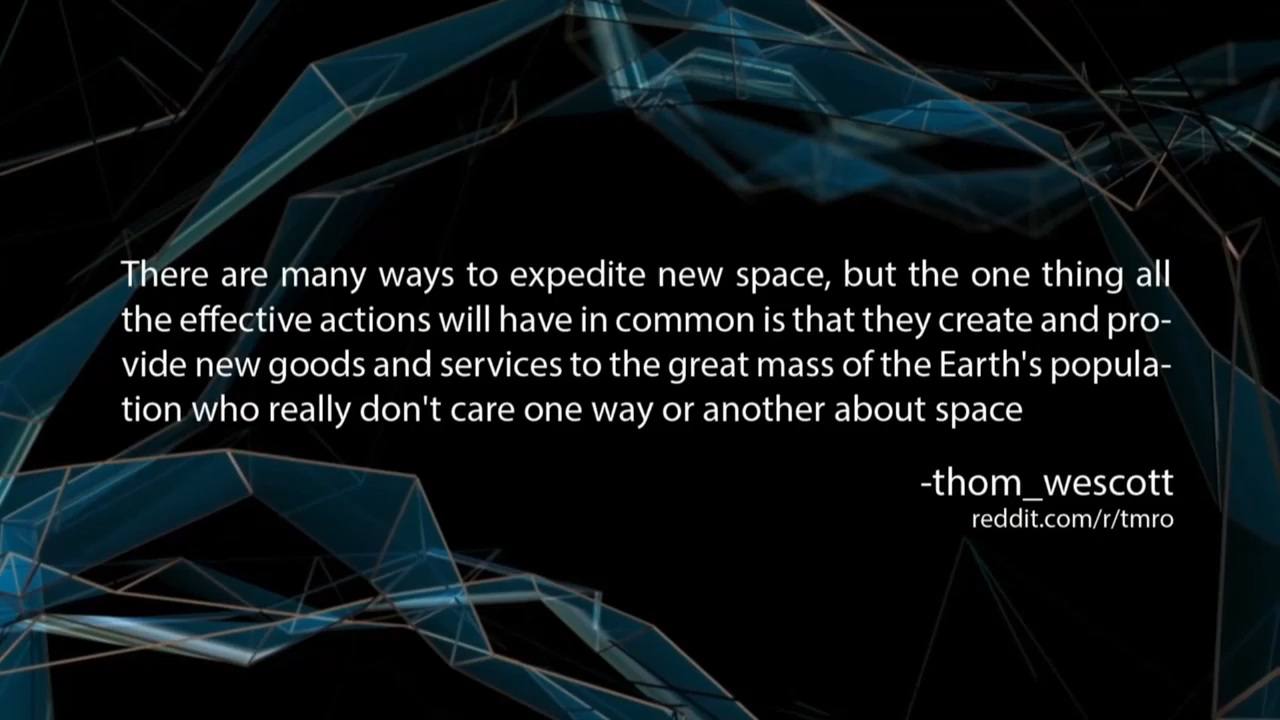 There are many ways to expedite new space, but the one thing all
the effective actions will have in common is that they create and pro-
vide new goods and services to the great mass of the Earth's popula-
tion who really don't care one way or another about space
-thom_wescott
reddit.com/r/tmro